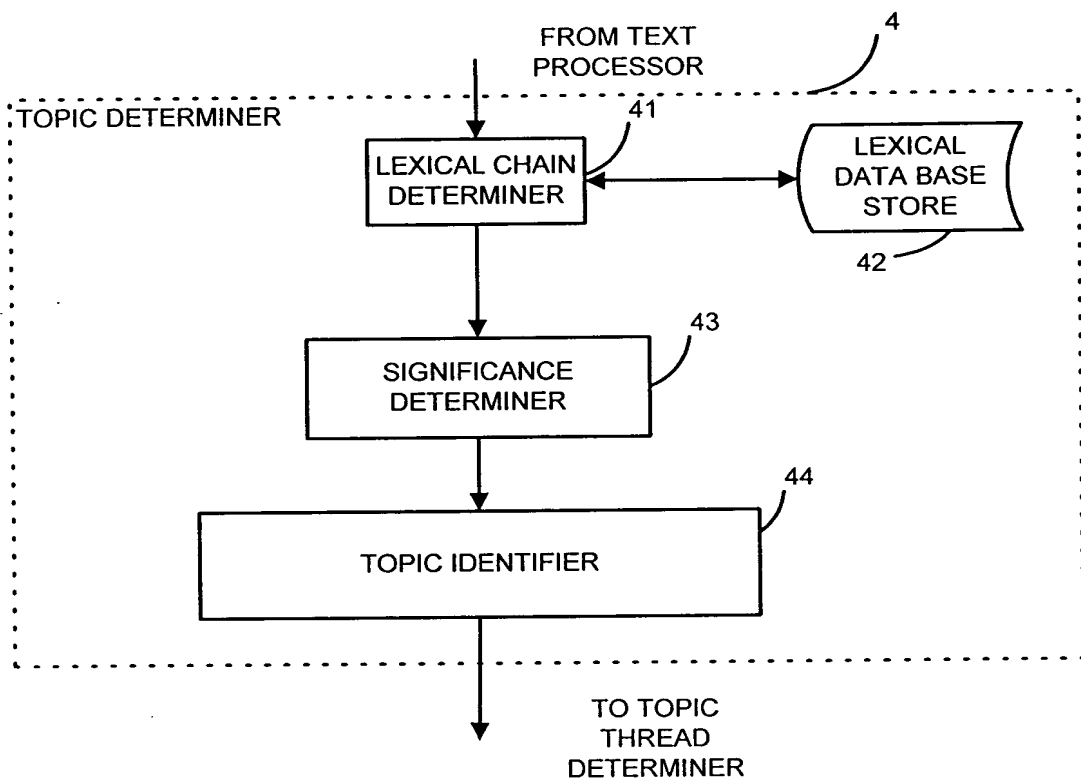 FROM TEXT
PROCESSOR
4
TOPIC DETERMINER
41
LEXICAL CHAIN
DETERMINER
LEXICAL
DATA BASE
STORE
42
43
SIGNIFICANCE
DETERMINER
44
TOPIC IDENTIFIER
TO TOPIC
THREAD
DETERMINER